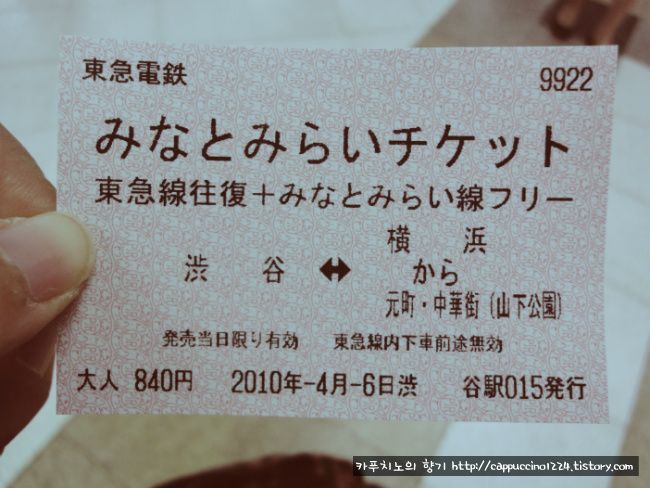 東急電鉄 9922
みなとみらいチケット
東急線往復+みなとみらい線フリー
横 浜
渋 谷 ↔ から
元町・中華街(山下公園)
発売当日限り有効 東急線内下車前途無効
大人 840円 2010年-4月-6日渋 谷駅015発行
카푸치노의 향기 http://cappuccino1224.tistory.com